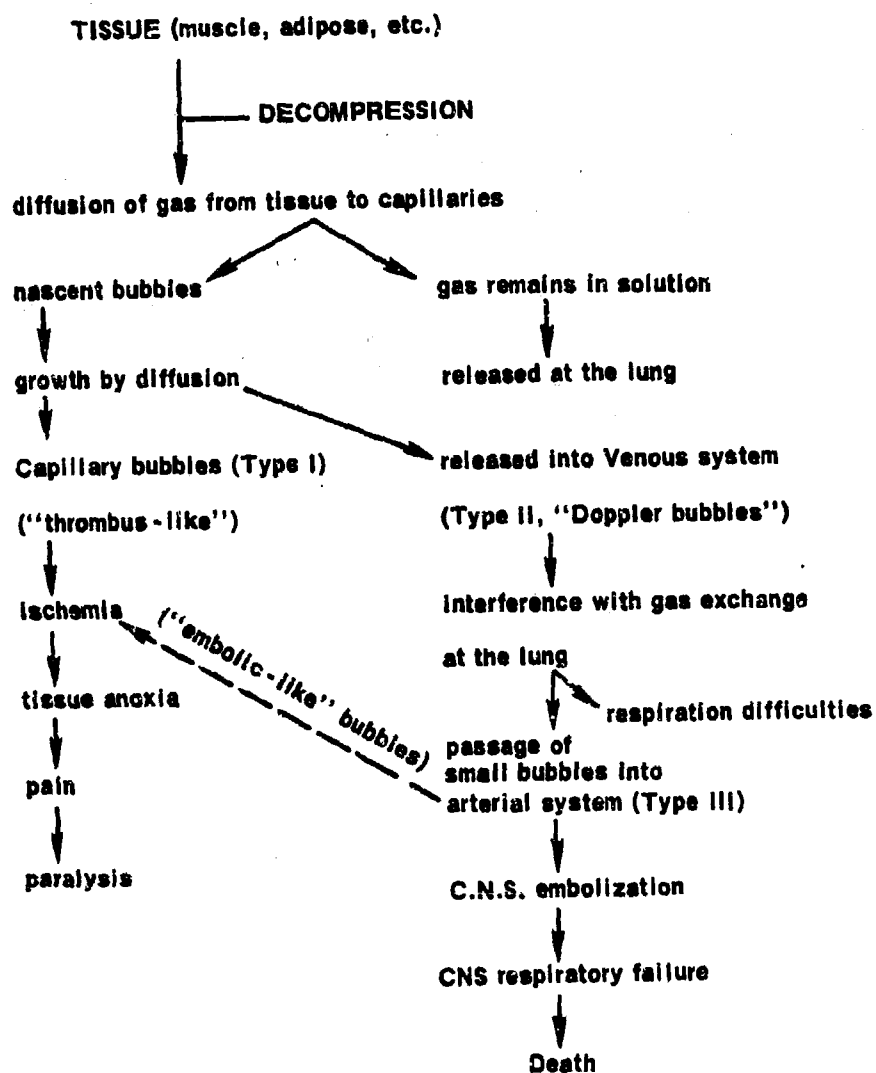 TISSUE (muscle, adipose, etc.)
DECOMPRESSION
diffusion of gas from tissue to capillaries
nascent bubbles
gas remains in solution
growth by diffusion
released at the lung
Capillary bubbles (Type I)
released into Venous system
("thrombus-like")
(Type II, "Doppler bubbles")
ischemia
("embolic-like" bubbles)
interference with gas exchange
at the lung
tissue anoxia
respiration difficulties
passage of
small bubbles into
arterial system (Type III)
pain
paralysis
C.N.S. embolization
CNS respiratory failure
Death